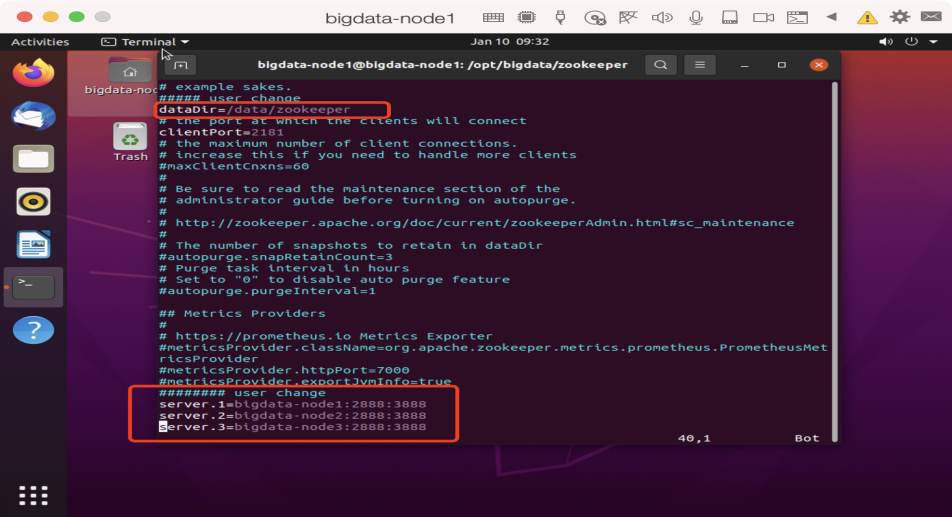 bigdata-node1
Activities
Terminal
Jan 10 09:32
bigdata-node1@bigdata-node1: /opt/bigdata/zookeeper
bigdata-nod
Trash
# example sakes.
##### user change
dataDir=/data/zookeeper
# the port at which the clients will connect
clientPort=2181
# the maximum number of client connections.
# increase this if you need to handle more clients
#maxClientCnxns=60
#
# Be sure to read the maintenance section of the
# administrator guide before turning on autopurge.
#
# http://zookeeper.apache.org/doc/current/zookeeperAdmin.html#sc_maintenance
#
# The number of snapshots to retain in dataDir
#autopurge.snapRetainCount=3
# Purge task interval in hours
# Set to "0" to disable auto purge feature
#autopurge.purgeInterval=1
## Metrics Providers
#
# https://prometheus.io Metrics Exporter
#metricsProvider.className=org.apache.zookeeper.metrics.prometheus.PrometheusMet
ricsProvider
#metricsProvider.httpPort=7000
#metricsProvider.exportJvmInfo=true
######## user change
server.1=bigdata-node1:2888:3888
server.2=bigdata-node2:2888:3888
server.3=bigdata-node3:2888:3888
40,1
Bot